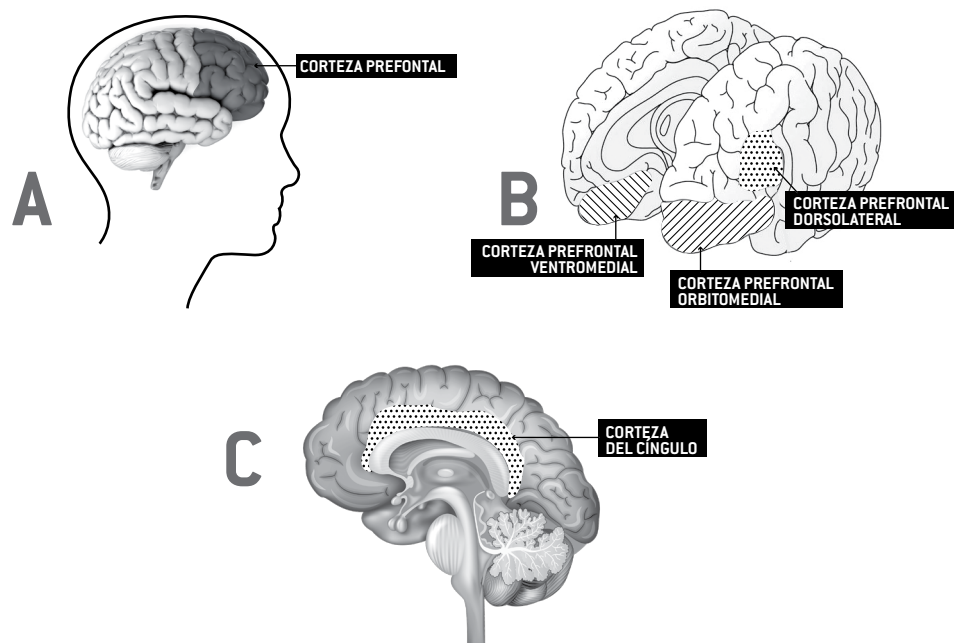 A
CORTEZA PREFONTAL
B
CORTEZA PREFRONTAL
DORSOLATERAL
CORTEZA PREFRONTAL
VENTROMEDIAL
CORTEZA PREFRONTAL
ORBITOMEDIAL
C
CORTEZA
DEL CÍNGULO